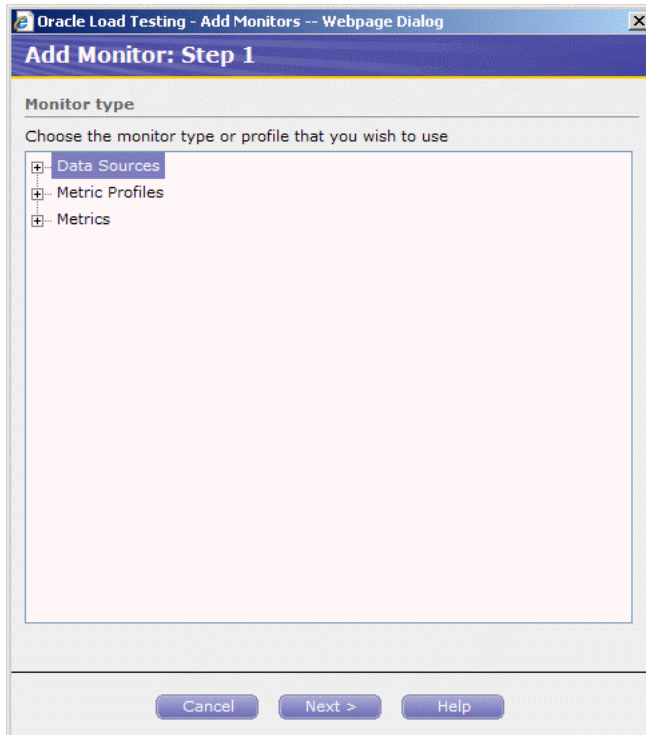 Oracle Load Testing - Add Monitors -- Webpage Dialog
Add Monitor: Step 1
Monitor type
Choose the monitor type or profile that you wish to use
Data Sources
Metric Profiles
Metrics
Cancel Next > Help